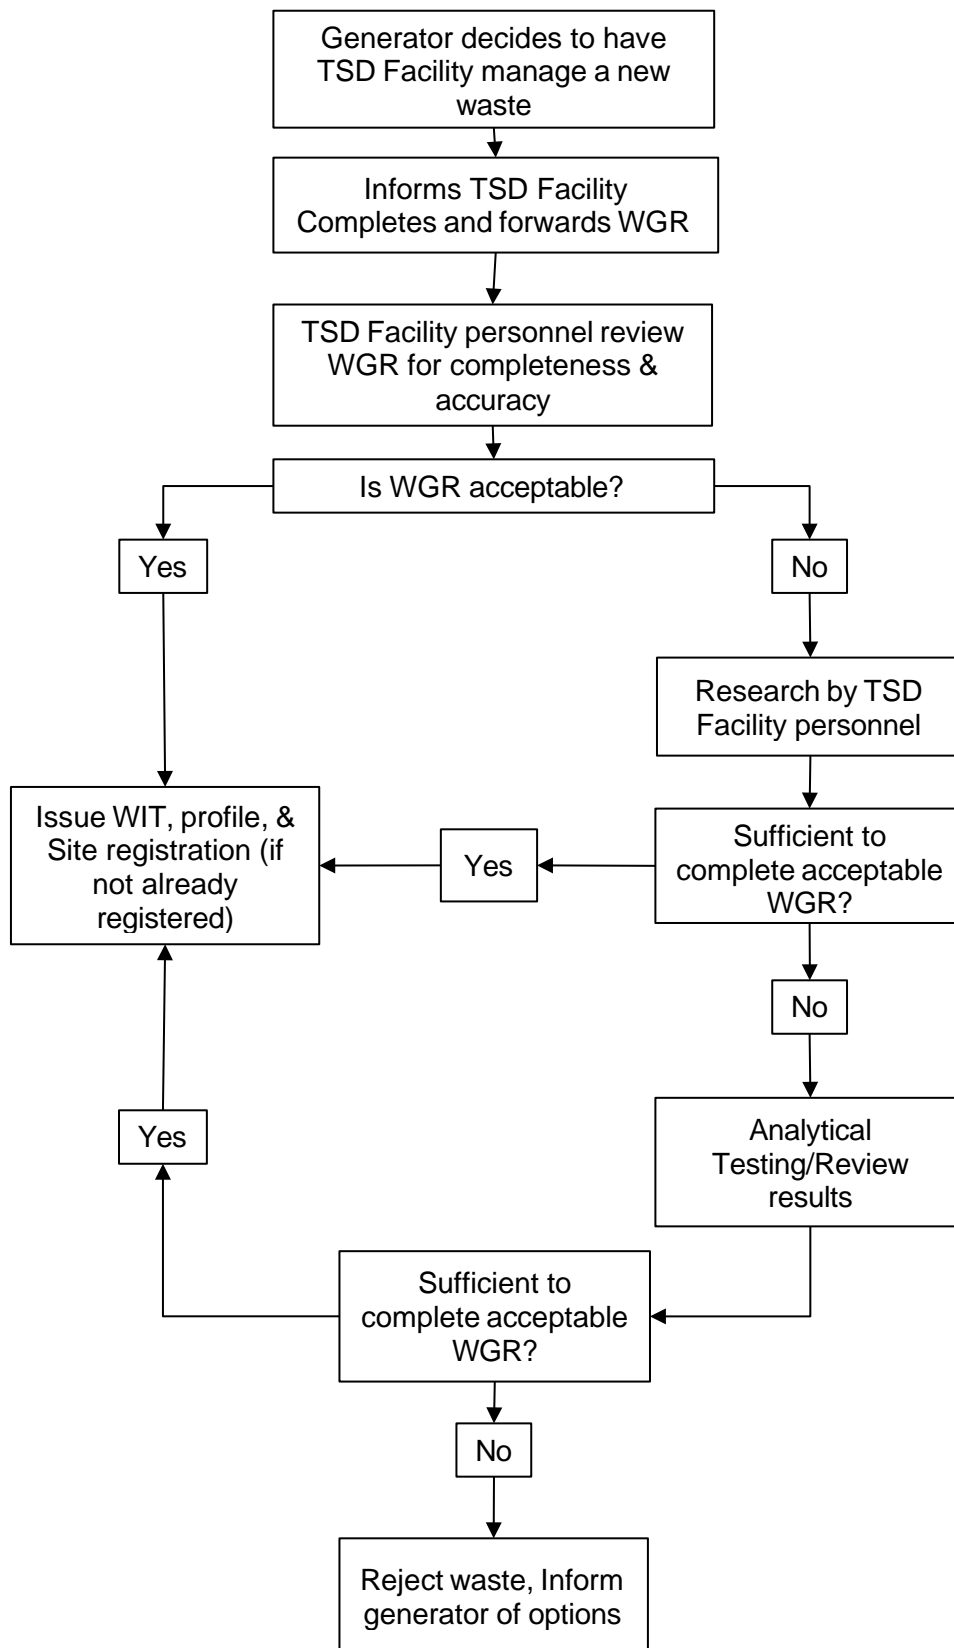 Generator decides to have
TSD Facility manage a new
waste
Informs TSD Facility
Completes and forwards WGR
TSD Facility personnel review
WGR for completeness &
accuracy
Is WGR acceptable?
Yes
No
Research by TSD
Facility personnel
Issue WIT, profile, &
Site registration (if
not already
registered)
Yes
Sufficient to
complete acceptable
WGR?
No
Yes
Analytical
Testing/Review
results
Sufficient to
complete acceptable
WGR?
No
Reject waste, Inform
generator of options